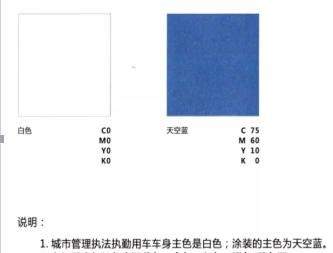 白色 C0 天空蓝 C 75
M0 M 60
Y0 Y 10
K0 K 0
说明：
1. 城市管理执法执勤用车车身主色是白色；涂装的主色为天空蓝。